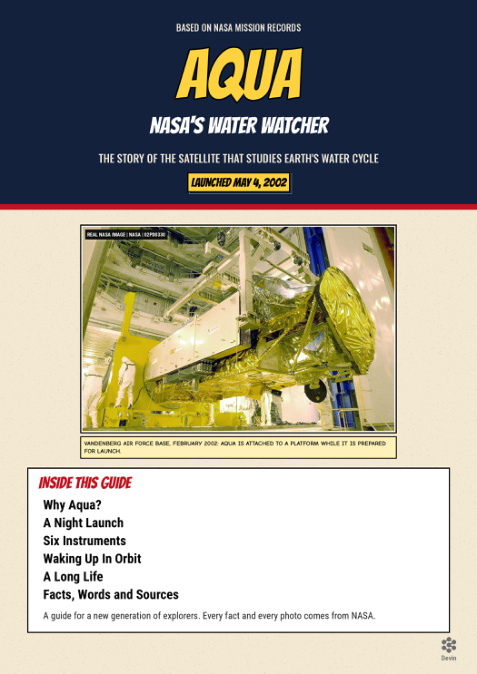 BASED ON NASA MISSION RECORDS
AQUA
NASA'S WATER WATCHER
THE STORY OF THE SATELLITE THAT STUDIES EARTH'S WATER CYCLE
LAUNCHED MAY 4, 2002
REAL NASA IMAGE | NASA | 02PD0330
VANDENBERG AIR FORCE BASE, FEBRUARY 2002: AQUA IS ATTACHED TO A PLATFORM WHILE IT IS PREPARED
FOR LAUNCH.
INSIDE THIS GUIDE
Why Aqua?
A Night Launch
Six Instruments
Waking Up In Orbit
A Long Life
Facts, Words and Sources
A guide for a new generation of explorers. Every fact and every photo comes from NASA.
Devin